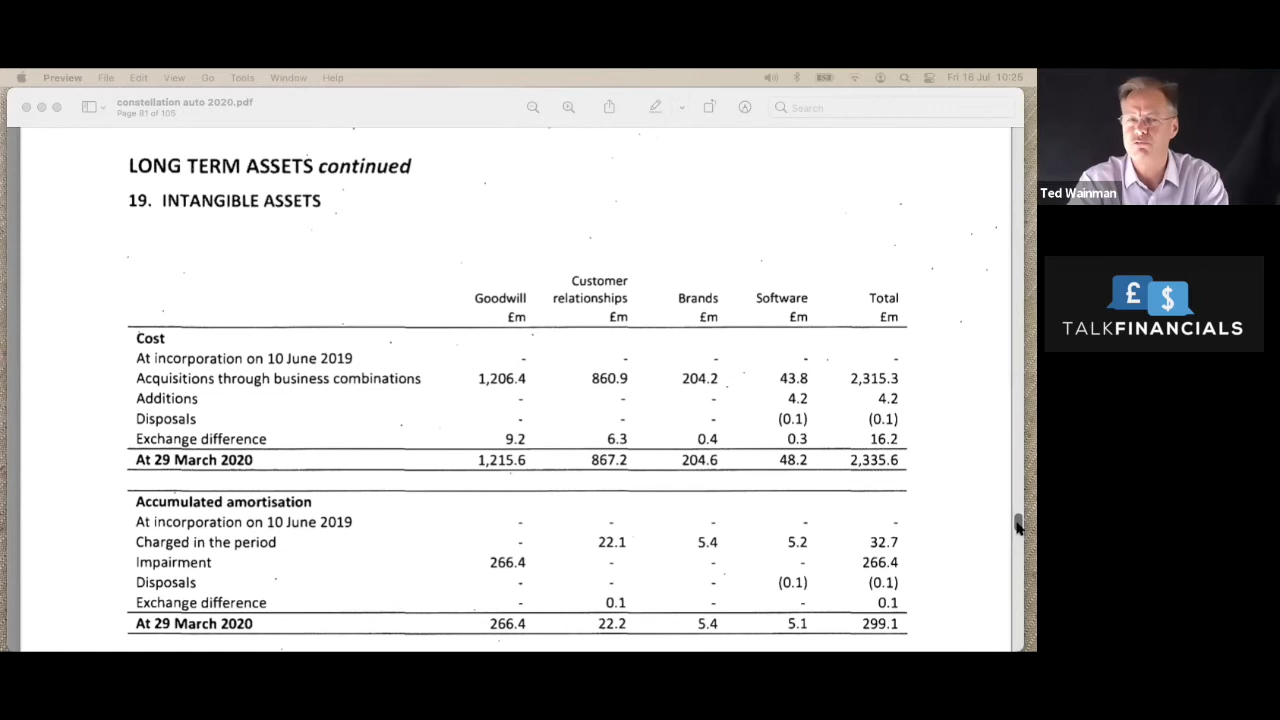 Preview File Edit View Go Tools Window Help Fri 16 Jul 10:25
constellation auto 2020.pdf
Page 81 of 105
Search
LONG TERM ASSETS continued
19. INTANGIBLE ASSETS
Customer
Goodwill relationships Brands Software Total
£m £m £m £m £m
Cost
At incorporation on 10 June 2019 - - - - -
Acquisitions through business combinations 1,206.4 860.9 204.2 43.8 2,315.3
Additions - - - 4.2 4.2
Disposals - - - (0.1) (0.1)
Exchange difference 9.2 6.3 0.4 0.3 16.2
At 29 March 2020 1,215.6 867.2 204.6 48.2 2,335.6
Accumulated amortisation
At incorporation on 10 June 2019 - - - - -
Charged in the period - 22.1 5.4 5.2 32.7
Impairment 266.4 - - - 266.4
Disposals - - - (0.1) (0.1)
Exchange difference - 0.1 - - 0.1
At 29 March 2020 266.4 22.2 5.4 5.1 299.1
Ted Wainman
£ $
TALKFINANCIALS